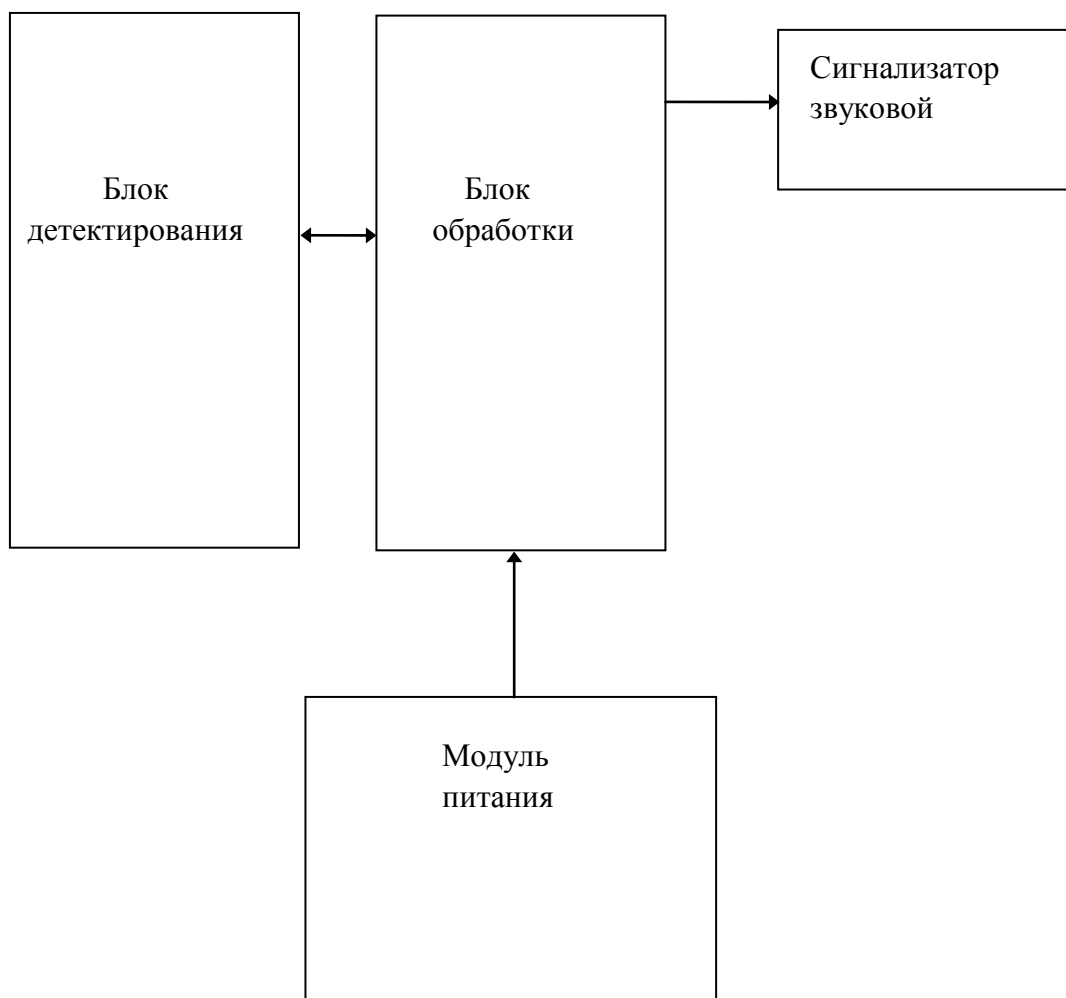 Блок
детектирования
Блок
обработки
Сигнализатор
звуковой
Модуль
питания